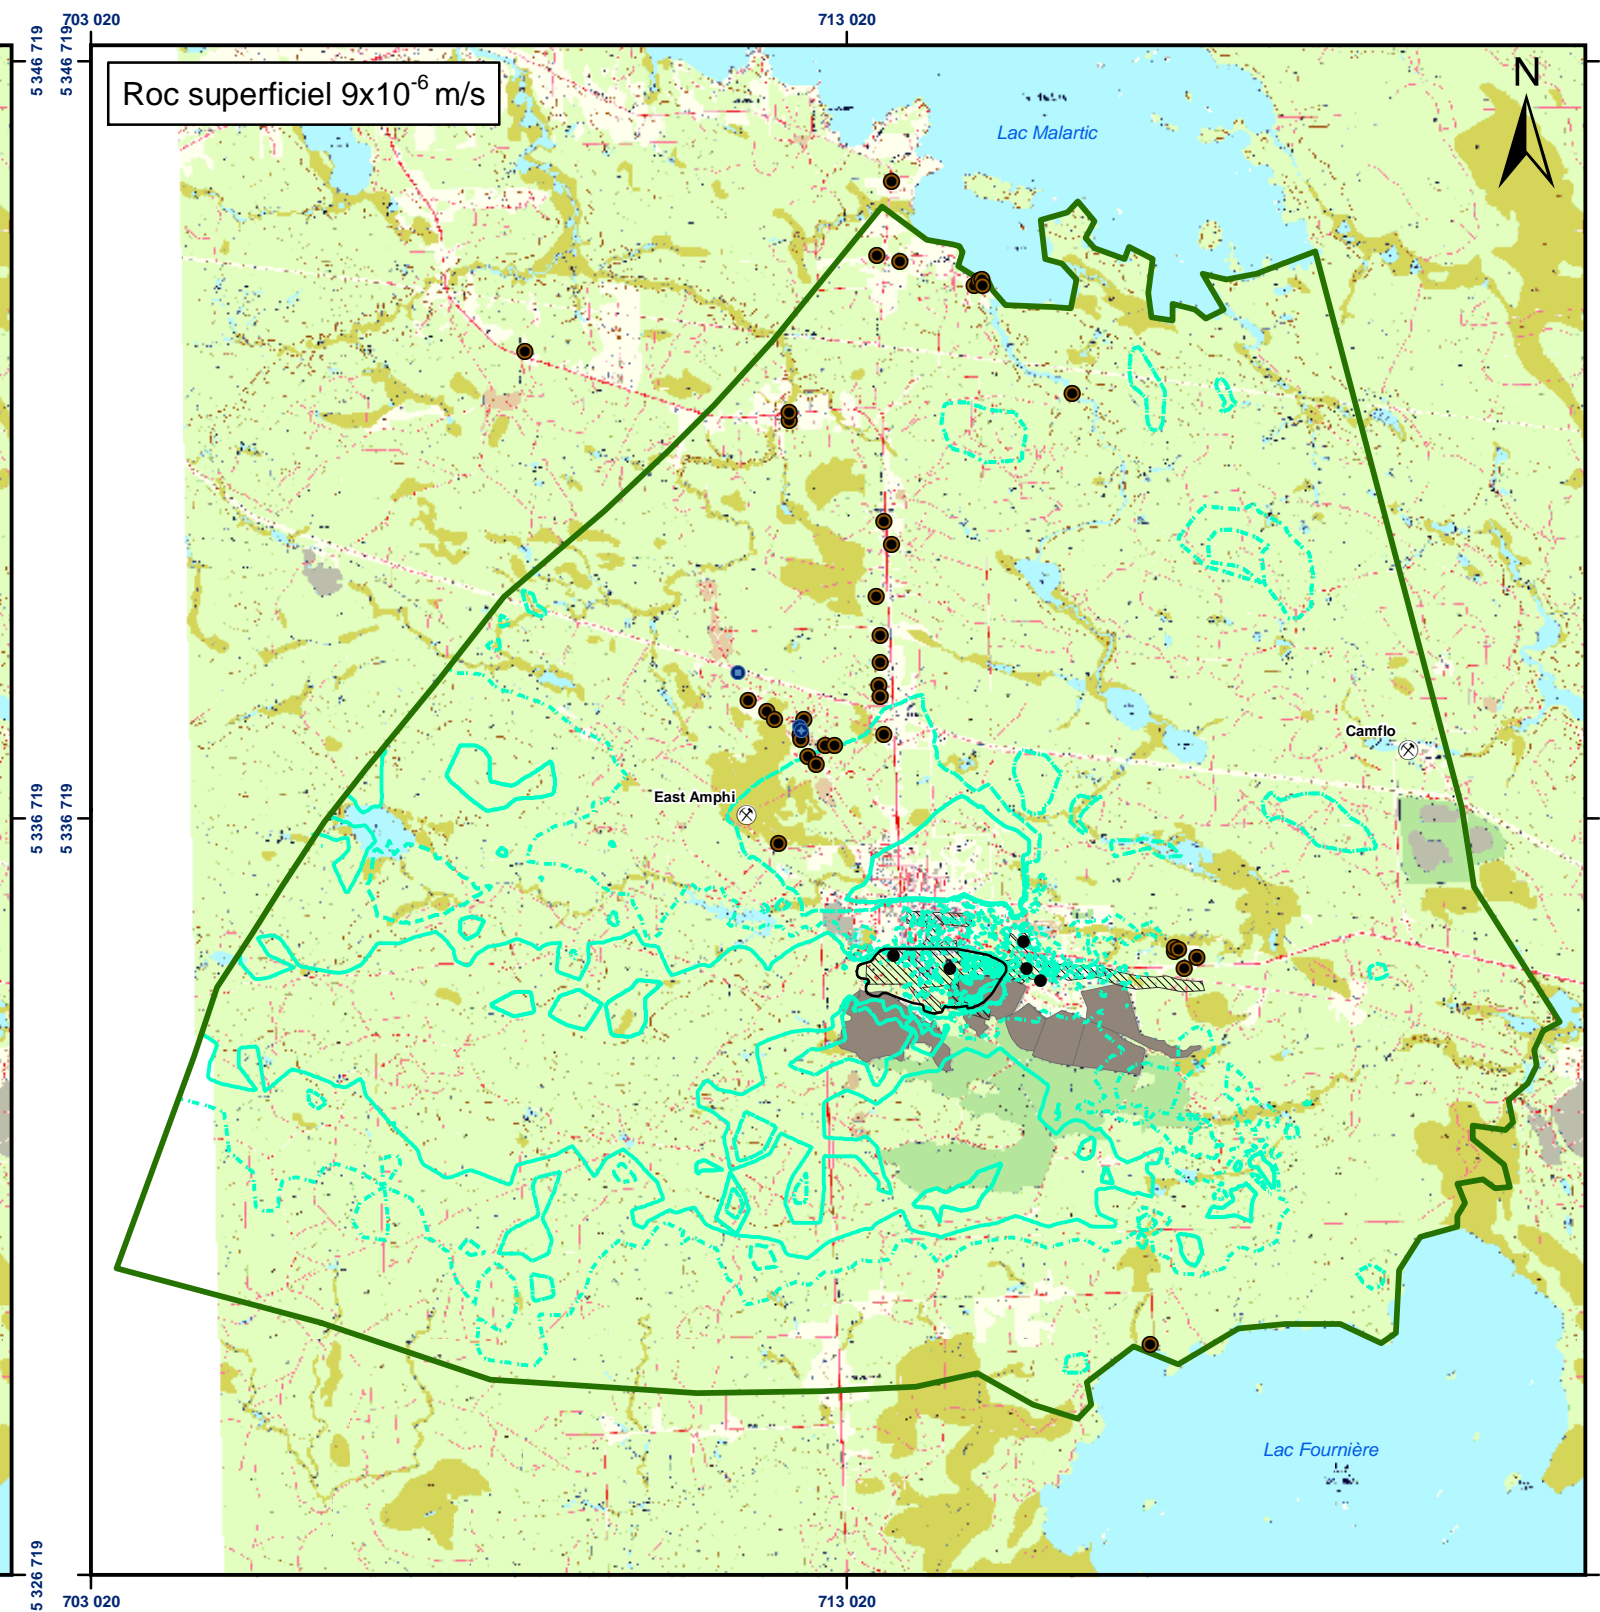 703 020
713 020
5 346 719
5 346 719
Roc superficiel 9x10-6 m/s
N
Lac Malartic
Camflo
East Amphi
5 336 719
5 336 719
Lac Fournière
5 326 719
703 020
713 020